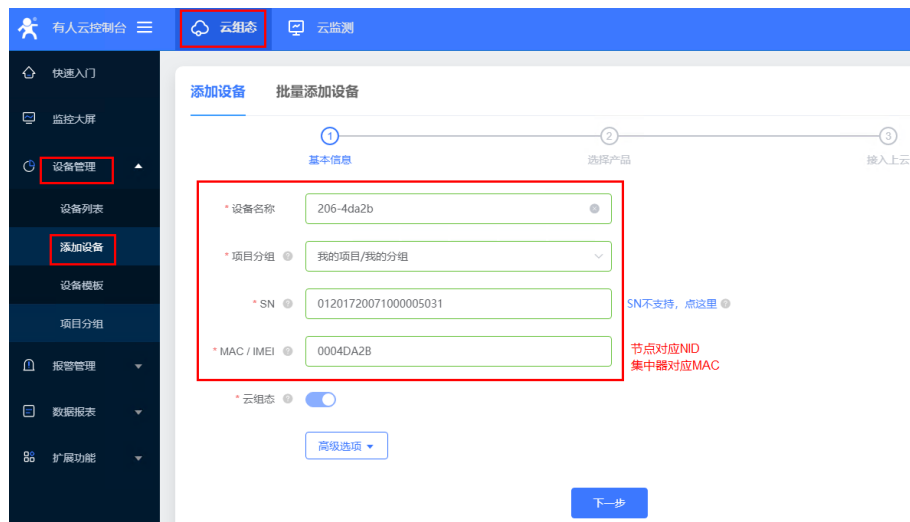 有人云控制台
云组态
云监测
快速入门
监控大屏
设备管理
设备列表
添加设备
设备模板
项目分组
报警管理
数据报表
扩展功能
添加设备
批量添加设备
1
基本信息
2
选择产品
3
接入上云
* 设备名称
206-4da2b
* 项目分组
我的项目/我的分组
* SN
01201720071000005031
SN不支持，点这里
* MAC / IMEI
0004DA2B
节点对应NID
集中器对应MAC
* 云组态
高级选项
下一步